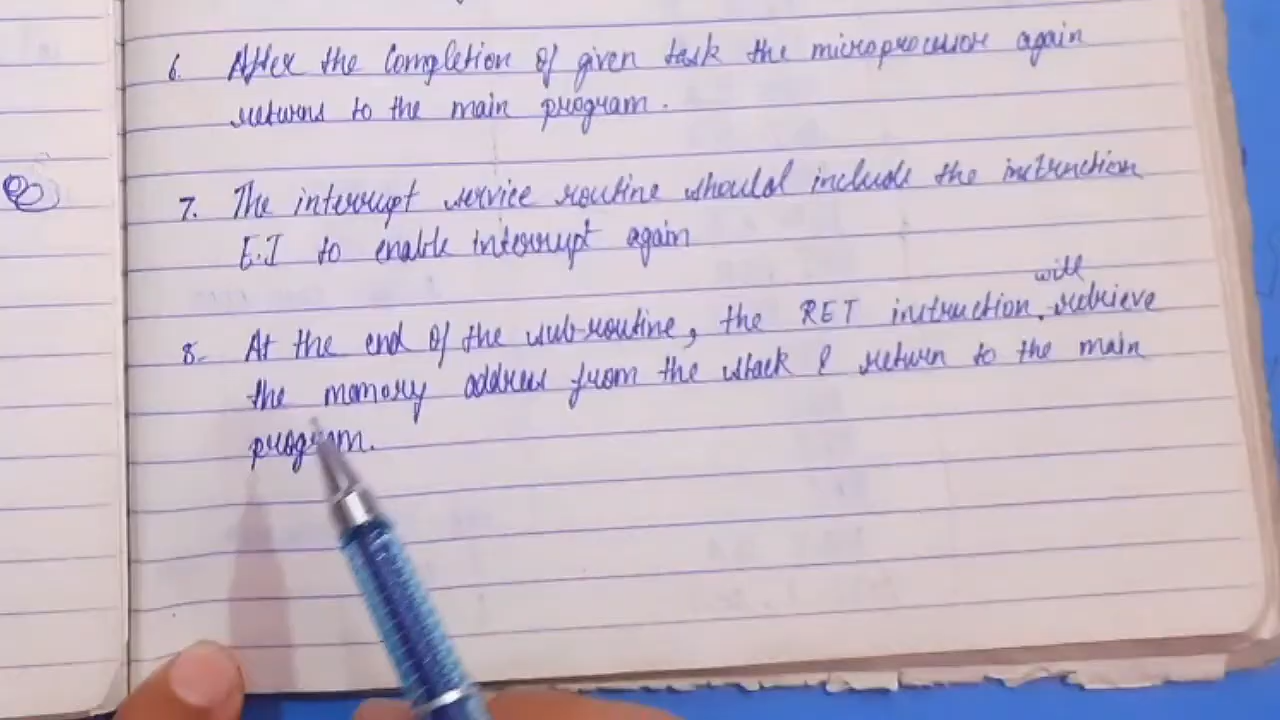 6. After the Completion of given task the microprocessor again
returns to the main program.
7. The interrupt service routine should include the instruction
E.I to enable interrupt again
will
8. At the end of the sub-routine, the RET instruction. retrieve
the memory address from the stack & return to the main
program.